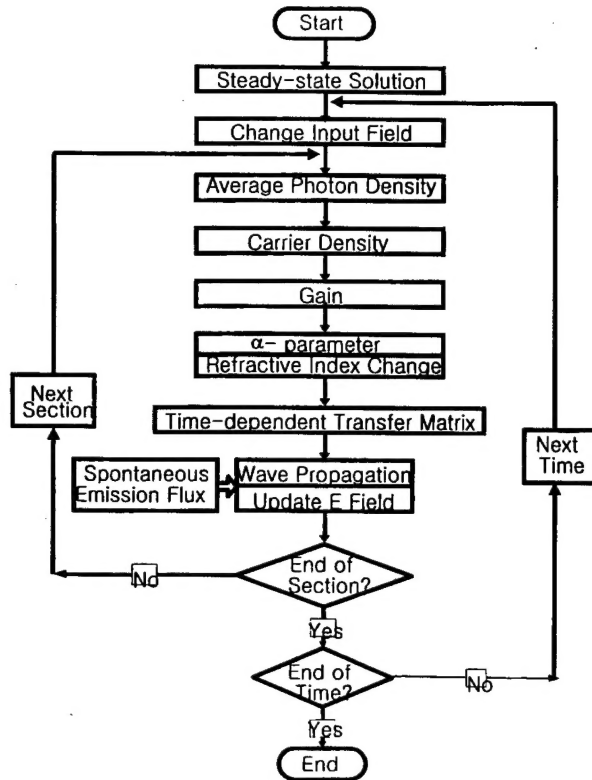 Start
Steady-state Solution
Change Input Field
Average Photon Density
Carrier Density
Gain
α- parameter
Refractive Index Change
Next
Section
Time-dependent Transfer Matrix
Next
Time
Spontaneous
Emission Flux
Wave Propagation
Update E Field
End of
Section?
No
Yes
End of
Time?
No
Yes
End